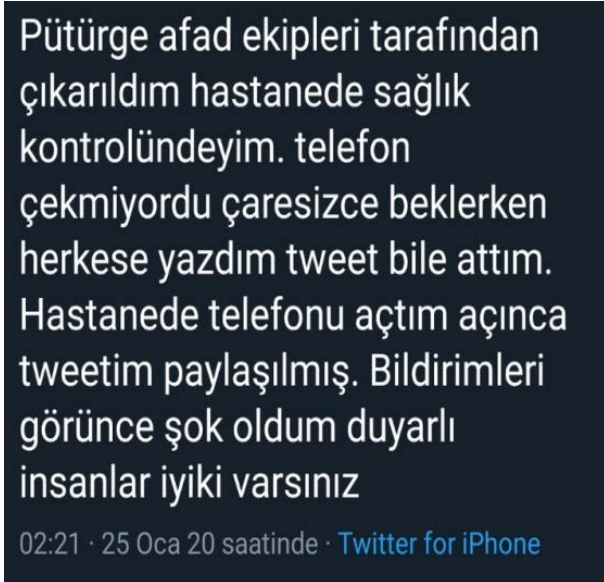 Pütürge afad ekipleri tarafından
çıkarıldım hastanede sağlık
kontrolündeyim. telefon
çekmiyordu çaresizce beklerken
herkese yazdım tweet bile attım.
Hastanede telefonu açtım açınca
tweetim paylaşılmış. Bildirimleri
görünce şok oldum duyarlı
insanlar iyiki varsınız
02:21 · 25 Oca 20 saatinde · Twitter for iPhone